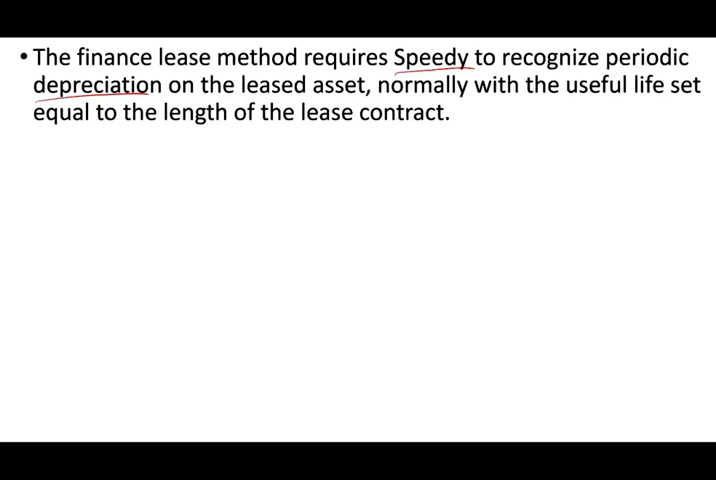 • The finance lease method requires Speedy to recognize periodic
depreciation on the leased asset, normally with the useful life set
equal to the length of the lease contract.